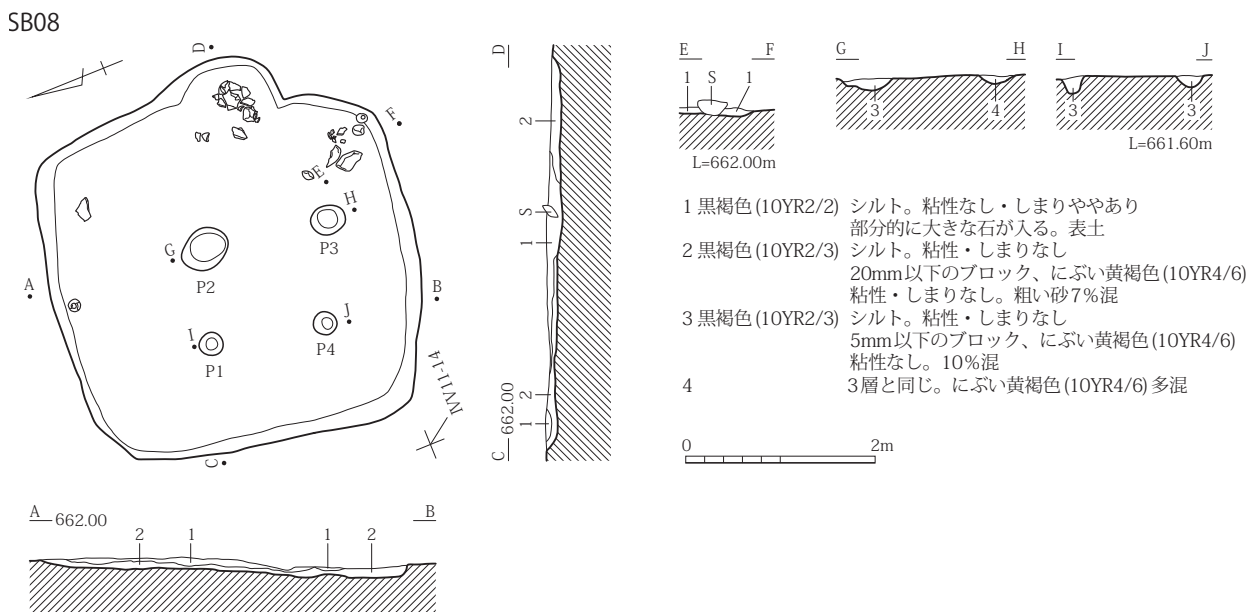 SB08
D
F
E
H
G
P3
P2
A
B
I
J
P1
P4
C
IVV11-14
D
2
S
1
2
1
C 662.00
A 662.00
B
2 1 1 2
E F
1 S 1
L=662.00m
G H
3 4
I J
3 3
L=661.60m
1 黒褐色(10YR2/2) シルト。粘性なし・しまりややあり
部分的に大きな石が入る。表土
2 黒褐色(10YR2/3) シルト。粘性・しまりなし
20mm以下のブロック、にぶい黄褐色(10YR4/6)
粘性・しまりなし。粗い砂7%混
3 黒褐色(10YR2/3) シルト。粘性・しまりなし
5mm以下のブロック、にぶい黄褐色(10YR4/6)
粘性なし。10%混
4 3層と同じ。にぶい黄褐色(10YR4/6)多混
0 2m